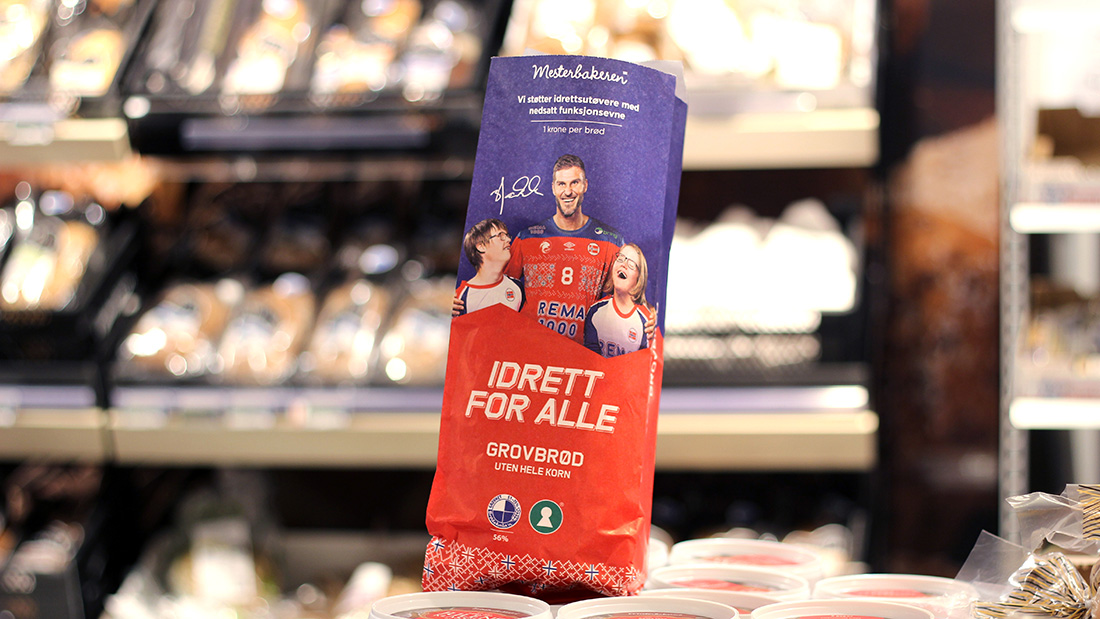 Mesterbakeren
Vi støtter idrettsutøvere med
nedsatt funksjonsevne
1 krone per brød
8
REMA
1000
IDRETT
FOR ALLE
GROVBRØD
UTEN HELE KORN
56%